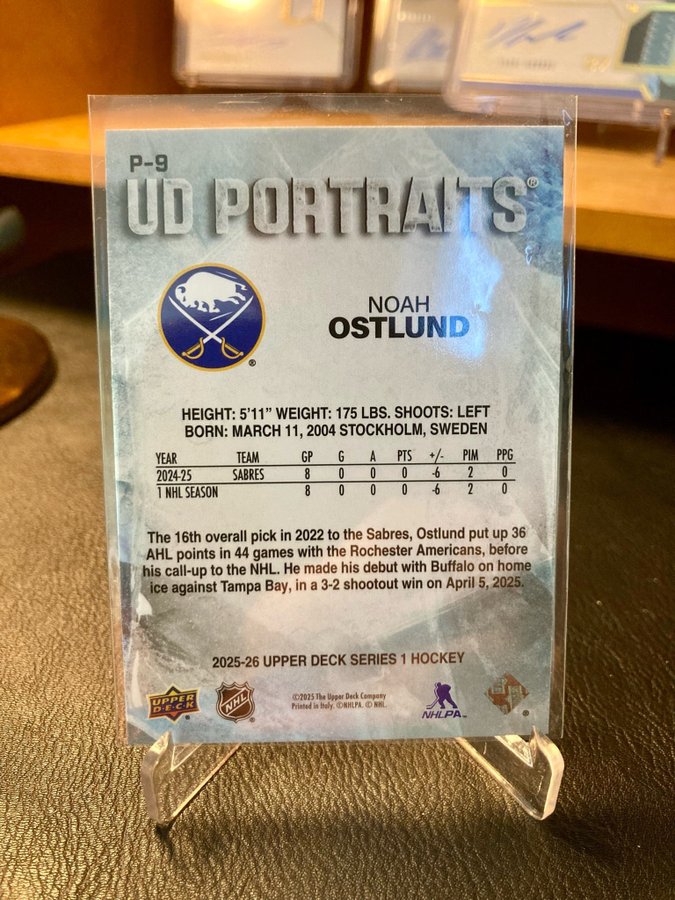 P-9
UD PORTRAITS®
NOAH
OSTLUND
®
HEIGHT: 5'11" WEIGHT: 175 LBS. SHOOTS: LEFT
BORN: MARCH 11, 2004 STOCKHOLM, SWEDEN
YEAR TEAM GP G A PTS +/- PIM PPG
2024-25 SABRES 8 0 0 0 -6 2 0
1 NHL SEASON 8 0 0 0 -6 2 0
The 16th overall pick in 2022 to the Sabres, Ostlund put up 36
AHL points in 44 games with the Rochester Americans, before
his call-up to the NHL. He made his debut with Buffalo on home
ice against Tampa Bay, in a 3-2 shootout win on April 5, 2025.
2025-26 UPPER DECK SERIES 1 HOCKEY
UPPER
DECK
NHL
©2025 The Upper Deck Company
Printed in Italy. ©NHLPA. © NHL.
NHLPA™